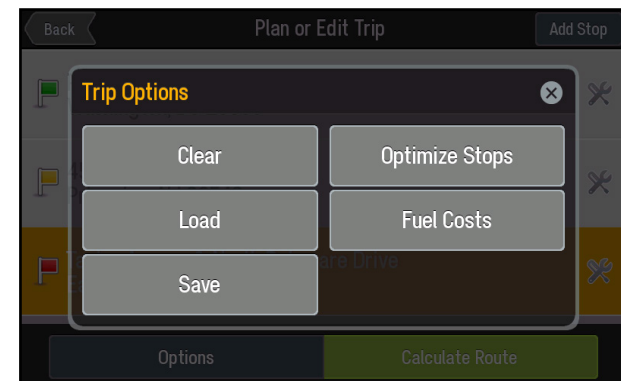 Back
Plan or Edit Trip
Add Stop
Trip Options
Clear
Optimize Stops
Load
Fuel Costs
Save
are Drive
Options
Calculate Route